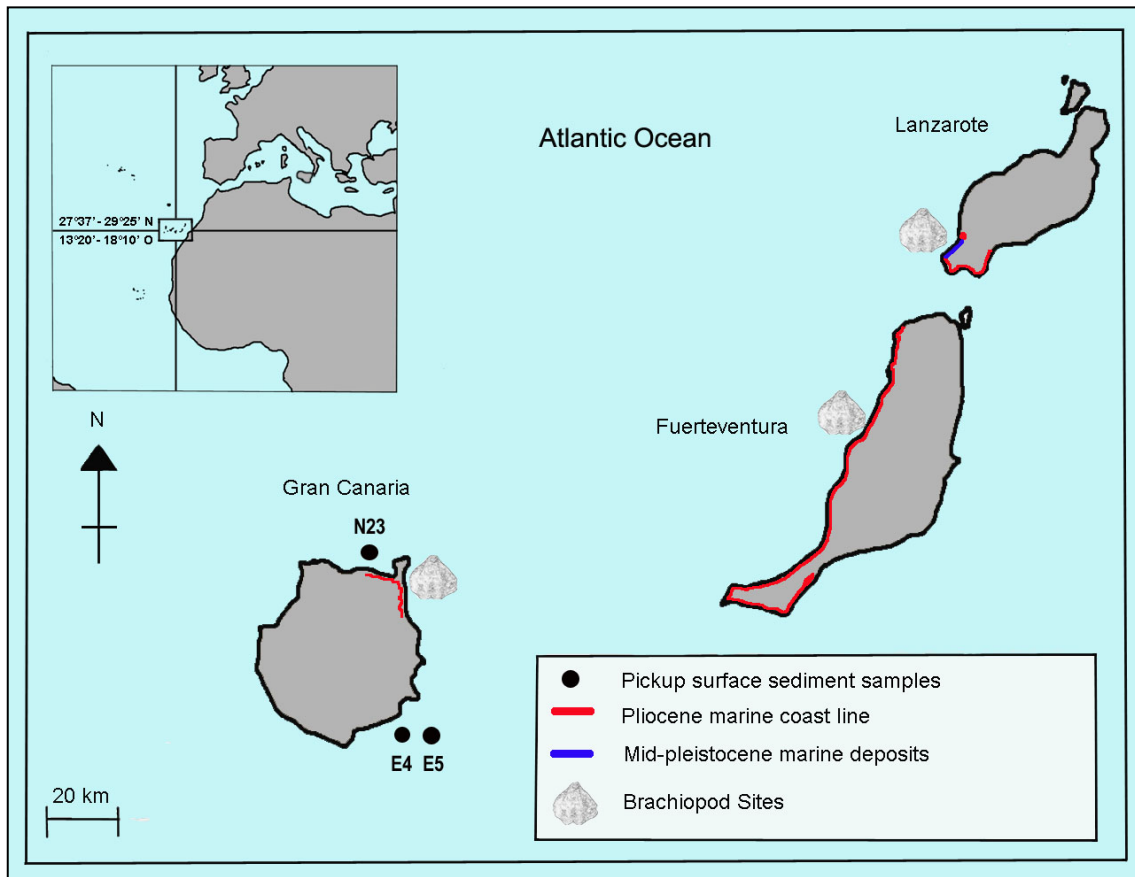 Atlantic Ocean
Lanzarote
27°37' - 29°25' N
13°20' - 18°10' O
Fuerteventura
N
Gran Canaria
N23
E4 E5
20 km
Pickup surface sediment samples
Pliocene marine coast line
Mid-pleistocene marine deposits
Brachiopod Sites